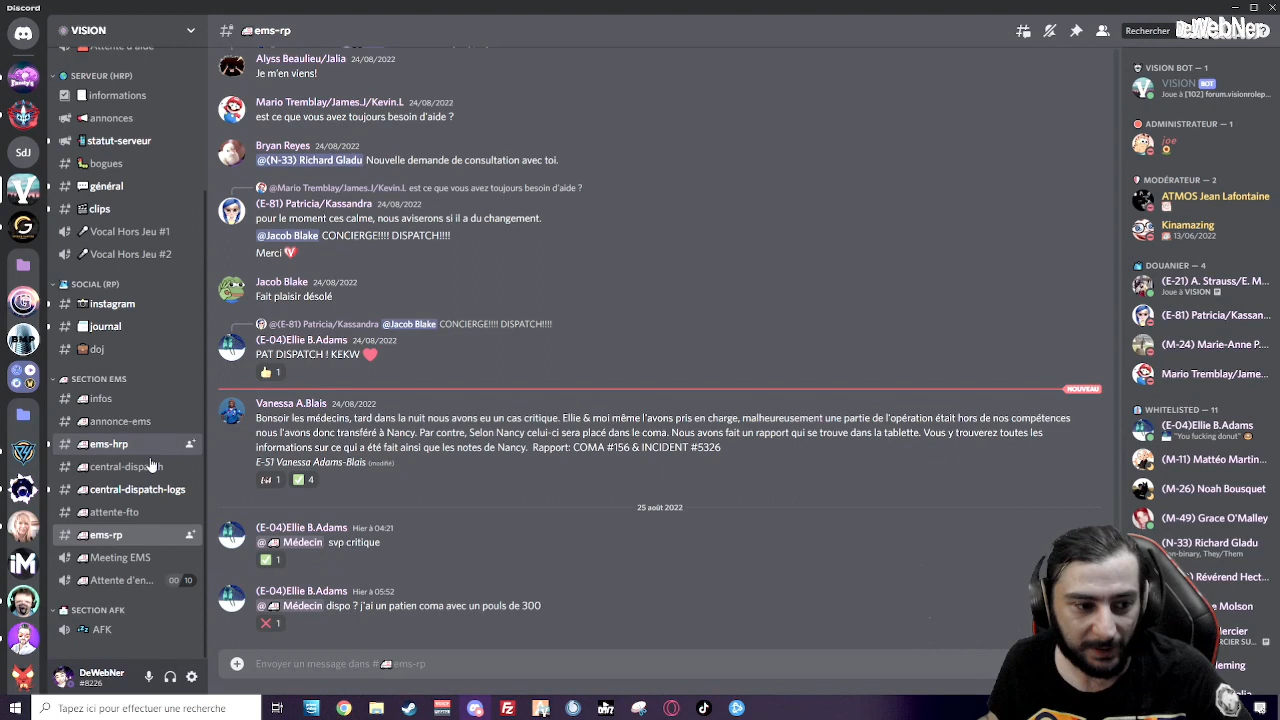 Discord
VISION
ems-rp
Rechercher
Attente d'aide
SERVEUR (HRP)
informations
annonces
statut-serveur
bogues
général
clips
Vocal Hors Jeu #1
Vocal Hors Jeu #2
SOCIAL (RP)
instagram
journal
doj
SECTION EMS
infos
annonce-ems
ems-hrp
central-dispatch
central-dispatch-logs
attente-fto
ems-rp
Meeting EMS
Attente d'en... 00 10
SECTION AFK
AFK
DeWebbler
#8226
SdJ
BMP
Alyss Beaulieu/Jalia 24/08/2022
Je m'en viens!
Mario Tremblay/James.J/Kevin.L 24/08/2022
est ce que vous avez toujours besoin d'aide ?
Bryan Reyes 24/08/2022
@(N-33) Richard Gladu Nouvelle demande de consultation avec toi.
@Mario Tremblay/James.J/Kevin.L est ce que vous avez toujours besoin d'aide ?
(E-81) Patricia/Kassandra 24/08/2022
pour le moment ces calme, nous aviserons si il a du changement.
@Jacob Blake CONCIERGE!!!! DISPATCH!!!!
Merci
Jacob Blake 24/08/2022
Fait plaisir désolé
@(E-81) Patricia/Kassandra @Jacob Blake CONCIERGE!!!! DISPATCH!!!!
(E-04)Ellie B.Adams 24/08/2022
PAT DISPATCH ! KEKW
1
NOUVEAU
Vanessa A.Blais 24/08/2022
Bonsoir les médecins, tard dans la nuit nous avons eu un cas critique. Ellie & moi même l'avons pris en charge, malheureusement une partie de l'opération était hors de nos compétences
nous l'avons donc transféré à Nancy. Par contre, Selon Nancy celui-ci sera placé dans le coma. Nous avons fait un rapport qui se trouve dans la tablette. Vous y trouverez toutes les
informations sur ce qui a été fait ainsi que les notes de Nancy. Rapport: COMA #156 & INCIDENT #5326
E-51 Vanessa Adams-Blais (modifié)
1 4
25 août 2022
(E-04)Ellie B.Adams Hier à 04:21
@Médecin svp critique
1
(E-04)Ellie B.Adams Hier à 05:52
@Médecin dispo ? j'ai un patien coma avec un pouls de 300
1
Envoyer un message dans #ems-rp
VISION BOT — 1
VISION BOT
Joue à [102] forum.visionrolep...
ADMINISTRATEUR — 1
joe
MODÉRATEUR — 2
ATMOS Jean Lafontaine
Kinamazing
13/06/2022
DOUANIER — 4
(E-21) A. Strauss/E. M...
Joue à VISION
(E-81) Patricia/Kassandr...
(M-24) Marie-Anne P...
Mario Tremblay/James...
WHITELISTED — 11
(E-04)Ellie B.Adams
"You fucking donut"
(M-11) Mattéo Martin...
(M-26) Noah Bousquet
(M-49) Grace O'Malley
(N-33) Richard Gladu
on-binary, They/Them
Révérend Hect...
Molson
Tapez ici pour effectuer une recherche